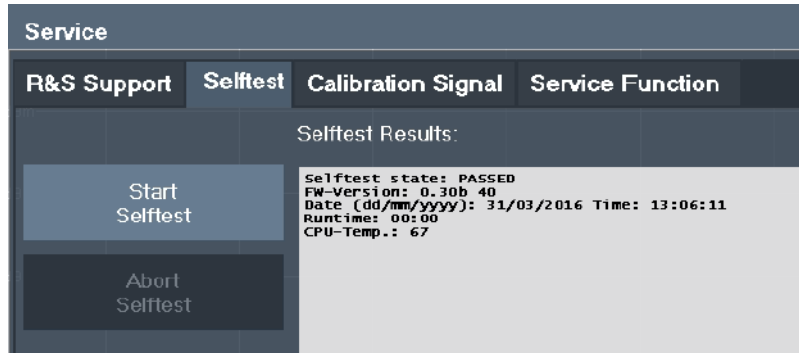 Service
R&S Support Selftest Calibration Signal Service Function
Selftest Results:
Start
Selftest
Abort
Selftest
Selftest state: PASSED
FW-Version: 0.30b 40
Date (dd/mm/yyyy): 31/03/2016 Time: 13:06:11
Runtime: 00:00
CPU-Temp.: 67